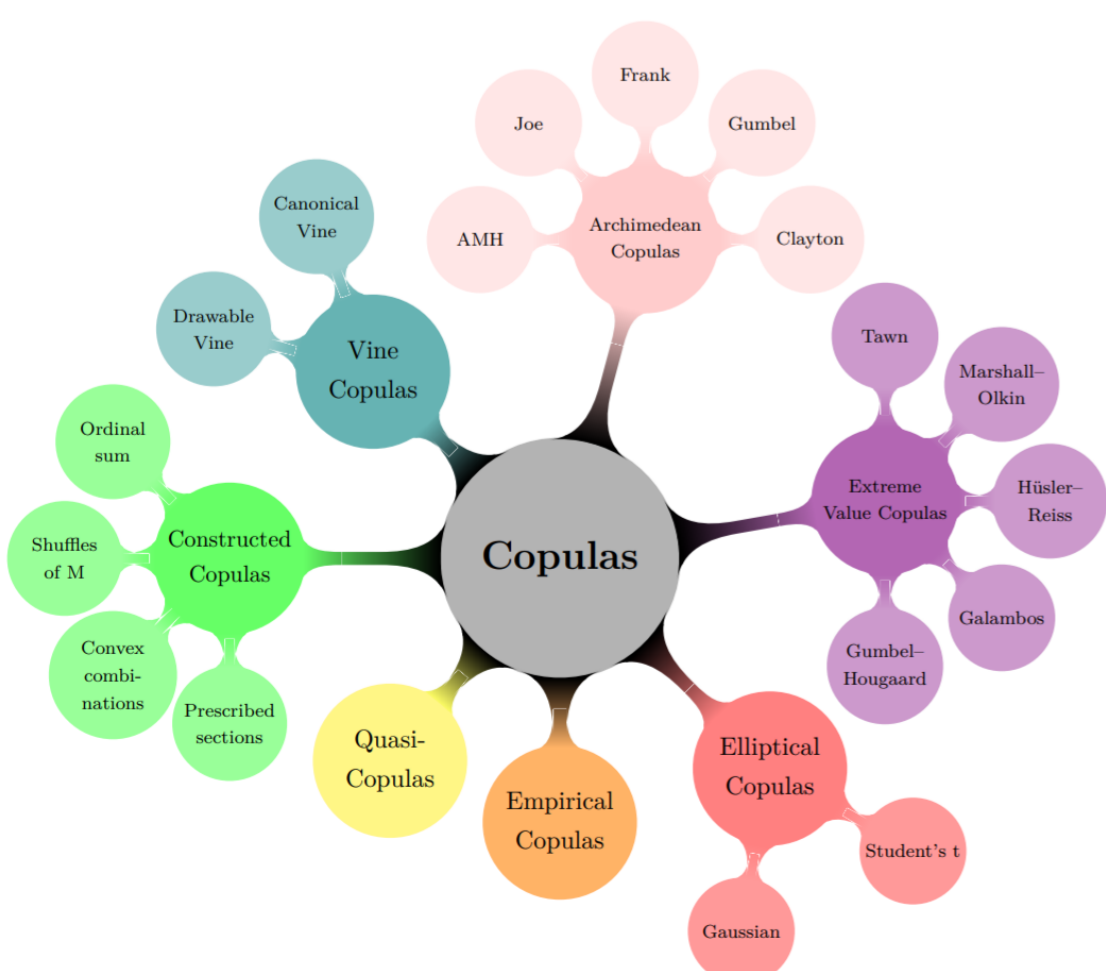 Frank
Joe
Gumbel
AMH
Archimedean
Copulas
Clayton
Canonical
Vine
Drawable
Vine
Vine
Copulas
Tawn
Marshall–
Olkin
Extreme
Value Copulas
Hüsler–
Reiss
Galambos
Gumbel–
Hougaard
Ordinal
sum
Shuffles
of M
Constructed
Copulas
Convex
combi-
nations
Prescribed
sections
Copulas
Quasi-
Copulas
Empirical
Copulas
Elliptical
Copulas
Student's t
Gaussian